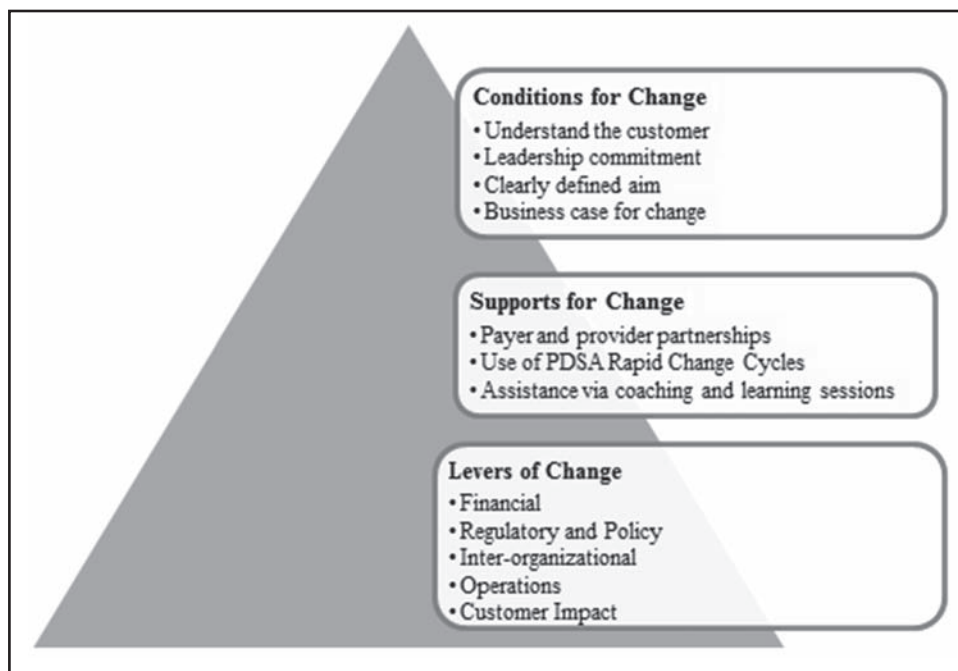 Conditions for Change
• Understand the customer
• Leadership commitment
• Clearly defined aim
• Business case for change
Supports for Change
• Payer and provider partnerships
• Use of PDSA Rapid Change Cycles
• Assistance via coaching and learning sessions
Levers of Change
• Financial
• Regulatory and Policy
• Inter-organizational
• Operations
• Customer Impact